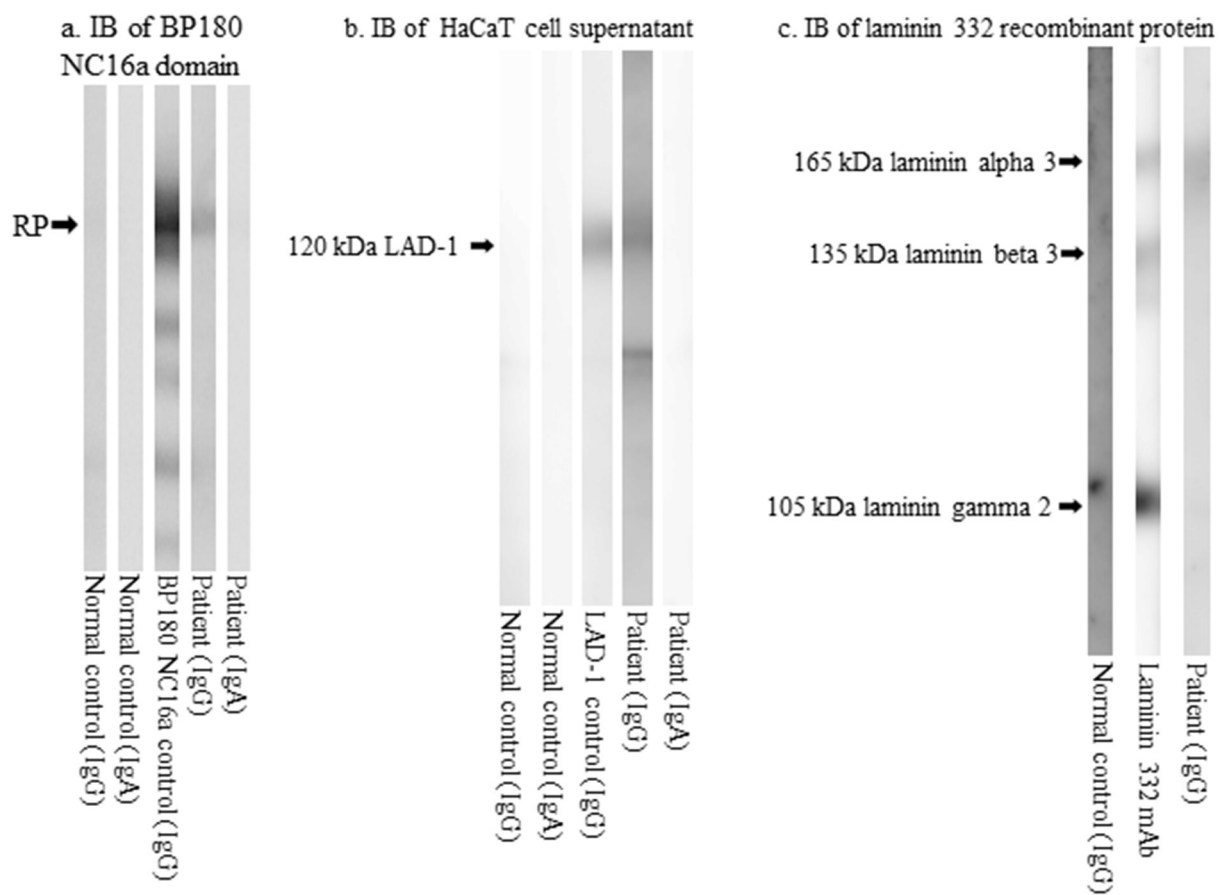 a. IB of BP180
NC16a domain
RP
Normal control (IgG)
Normal control (IgA)
BP180 NC16a control (IgG)
Patient (IgG)
Patient (IgA)
b. IB of HaCaT cell supernatant
120 kDa LAD-1
Normal control (IgG)
Normal control (IgA)
LAD-1 control (IgG)
Patient (IgG)
Patient (IgA)
c. IB of laminin 332 recombinant protein
165 kDa laminin alpha 3
135 kDa laminin beta 3
105 kDa laminin gamma 2
Normal control (IgG)
Laminin 332 mAb
Patient (IgG)